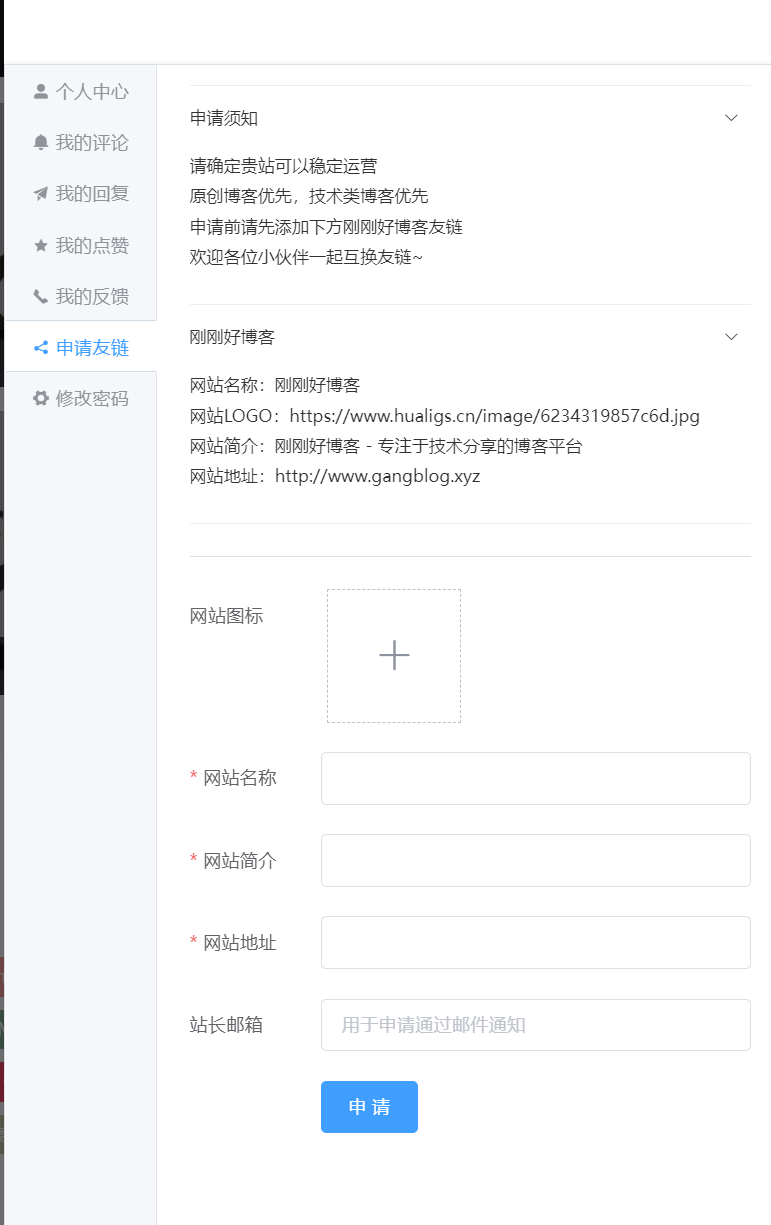 个人中心
我的评论
我的回复
我的点赞
我的反馈
申请友链
修改密码
申请须知
请确定贵站可以稳定运营
原创博客优先，技术类博客优先
申请前请先添加下方刚刚好博客友链
欢迎各位小伙伴一起互换友链~
刚刚好博客
网站名称：刚刚好博客
网站LOGO：https://www.hualigs.cn/image/6234319857c6d.jpg
网站简介：刚刚好博客 - 专注于技术分享的博客平台
网站地址：http://www.gangblog.xyz
网站图标
* 网站名称
* 网站简介
* 网站地址
站长邮箱 用于申请通过邮件通知
申 请